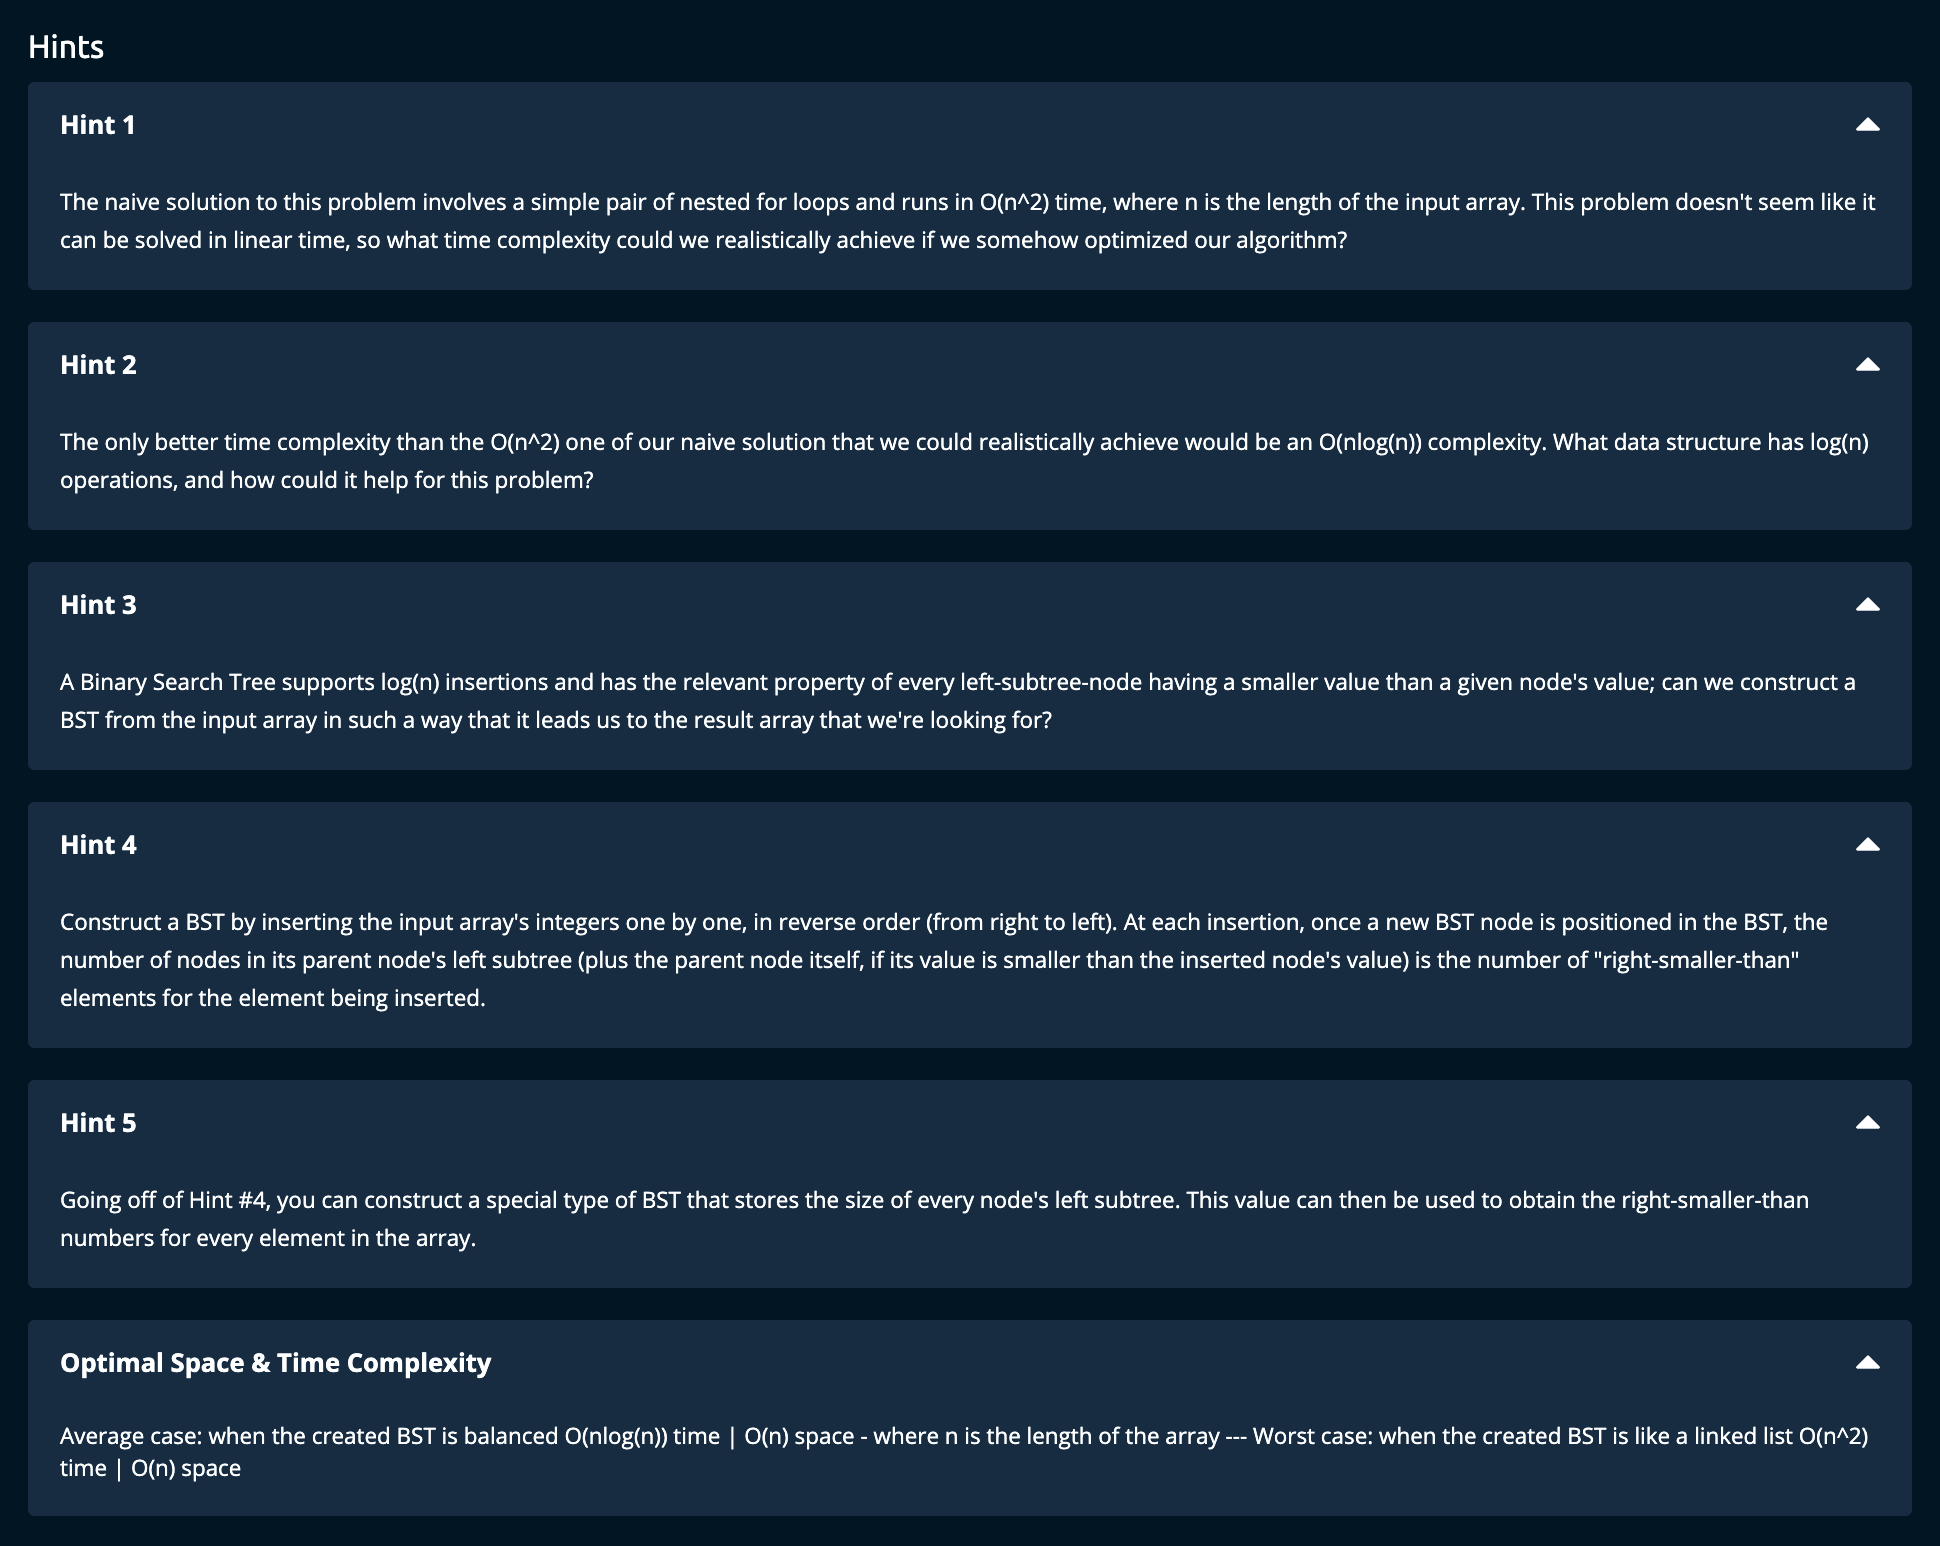 Hints
Hint 1
The naive solution to this problem involves a simple pair of nested for loops and runs in O(n^2) time, where n is the length of the input array. This problem doesn't seem like it
can be solved in linear time, so what time complexity could we realistically achieve if we somehow optimized our algorithm?
Hint 2
The only better time complexity than the O(n^2) one of our naive solution that we could realistically achieve would be an O(nlog(n)) complexity. What data structure has log(n)
operations, and how could it help for this problem?
Hint 3
A Binary Search Tree supports log(n) insertions and has the relevant property of every left-subtree-node having a smaller value than a given node's value; can we construct a
BST from the input array in such a way that it leads us to the result array that we're looking for?
Hint 4
Construct a BST by inserting the input array's integers one by one, in reverse order (from right to left). At each insertion, once a new BST node is positioned in the BST, the
number of nodes in its parent node's left subtree (plus the parent node itself, if its value is smaller than the inserted node's value) is the number of "right-smaller-than"
elements for the element being inserted.
Hint 5
Going off of Hint #4, you can construct a special type of BST that stores the size of every node's left subtree. This value can then be used to obtain the right-smaller-than
numbers for every element in the array.
Optimal Space & Time Complexity
Average case: when the created BST is balanced O(nlog(n)) time | O(n) space - where n is the length of the array --- Worst case: when the created BST is like a linked list O(n^2)
time | O(n) space